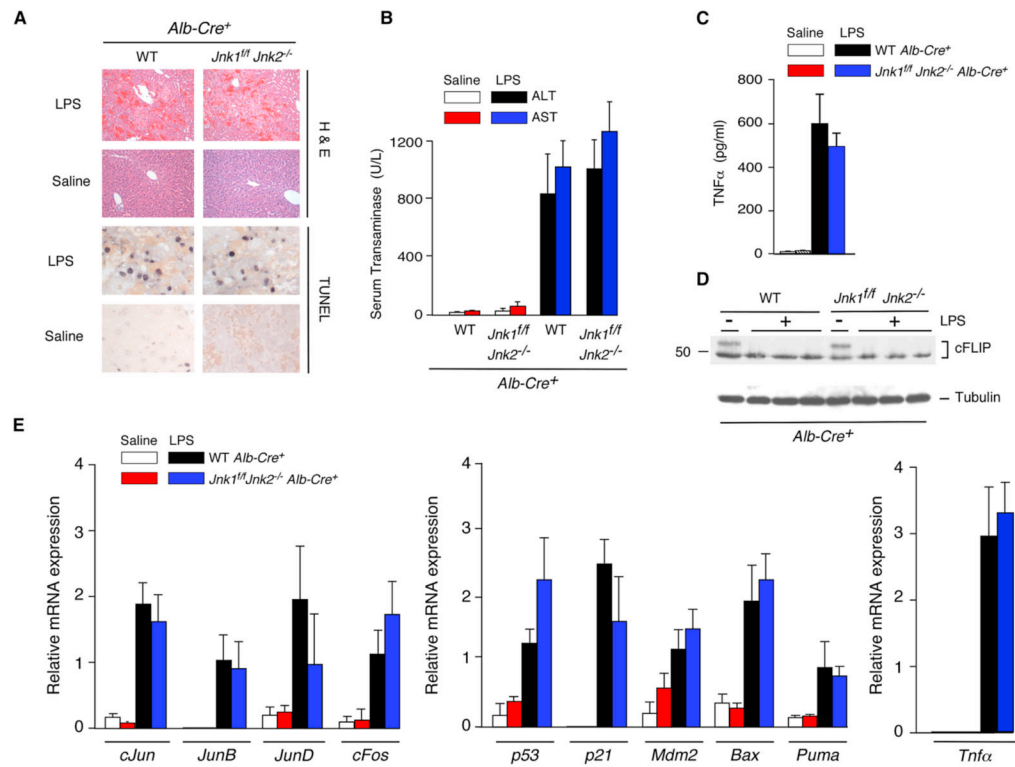 A
Alb-Cre+
WT
Jnk1f/f Jnk2-/-
LPS
Saline
H & E
LPS
Saline
TUNEL
B
Saline LPS
ALT
AST
Serum Transaminase (U/L)
1200
800
400
0
WT Jnk1f/f Jnk2-/- WT Jnk1f/f Jnk2-/-
Alb-Cre+
C
Saline LPS
WT Alb-Cre+
Jnk1f/f Jnk2-/- Alb-Cre+
TNFα (pg/ml)
800
600
400
200
0
D
WT Jnk1f/f Jnk2-/-
- + - + LPS
50
cFLIP
Tubulin
Alb-Cre+
E
Saline LPS
WT Alb-Cre+
Jnk1f/fJnk2-/- Alb-Cre+
Relative mRNA expression
4
3
2
1
0
cJun JunB JunD cFos
Relative mRNA expression
4
3
2
1
0
p53 p21 Mdm2 Bax Puma
Relative mRNA expression
4
3
2
1
0
Tnfα